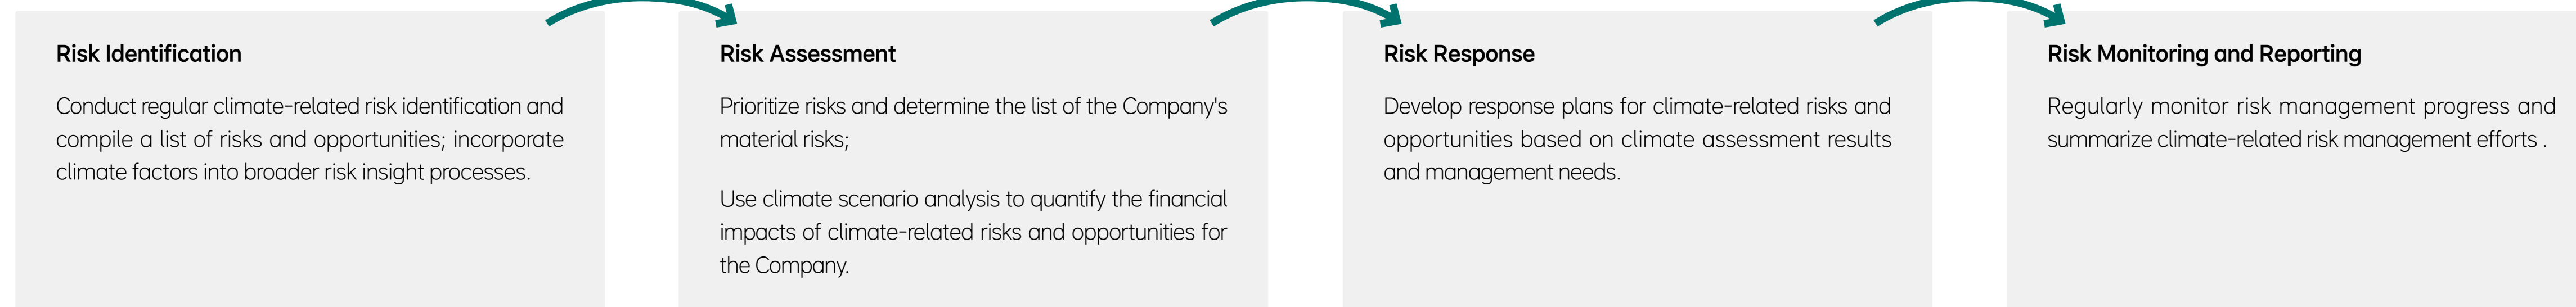 Risk Identification
Conduct regular climate-related risk identification and
compile a list of risks and opportunities; incorporate
climate factors into broader risk insight processes.
Risk Assessment
Prioritize risks and determine the list of the Company's
material risks;
Use climate scenario analysis to quantify the financial
impacts of climate-related risks and opportunities for
the Company.
Risk Response
Develop response plans for climate-related risks and
opportunities based on climate assessment results
and management needs.
Risk Monitoring and Reporting
Regularly monitor risk management progress and
summarize climate-related risk management efforts .